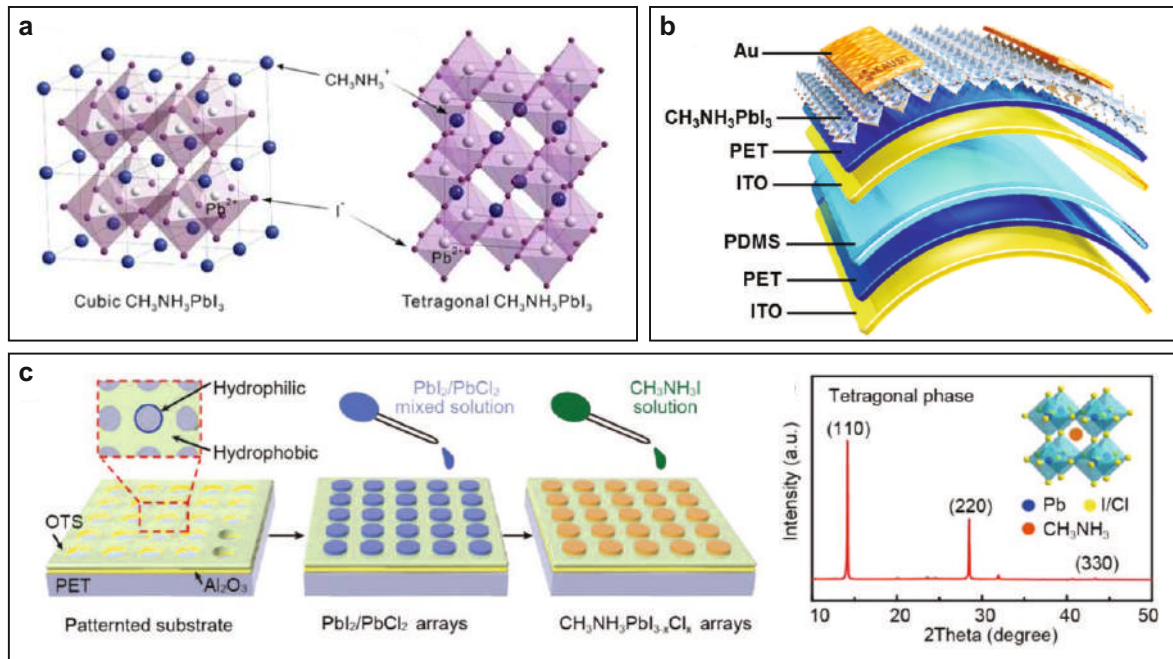 a
CH₃NH₃⁺
Pb²⁺
I⁻
Pb²⁺
Cubic CH₃NH₃PbI₃
Tetragonal CH₃NH₃PbI₃
b
Au
CH₃NH₃PbI₃
PET
ITO
PDMS
PET
ITO
c
Hydrophilic
Hydrophobic
OTS
PET
Al₂O₃
Patternted substrate
PbI₂/PbCl₂
mixed solution
PbI₂/PbCl₂ arrays
CH₃NH₃I
solution
CH₃NH₃PbI₃₋ₓClₓ arrays
Tetragonal phase
(110)
(220)
(330)
Pb
I/Cl
CH₃NH₃
Intensity (a.u.)
10 20 30 40 50
2Theta (degree)